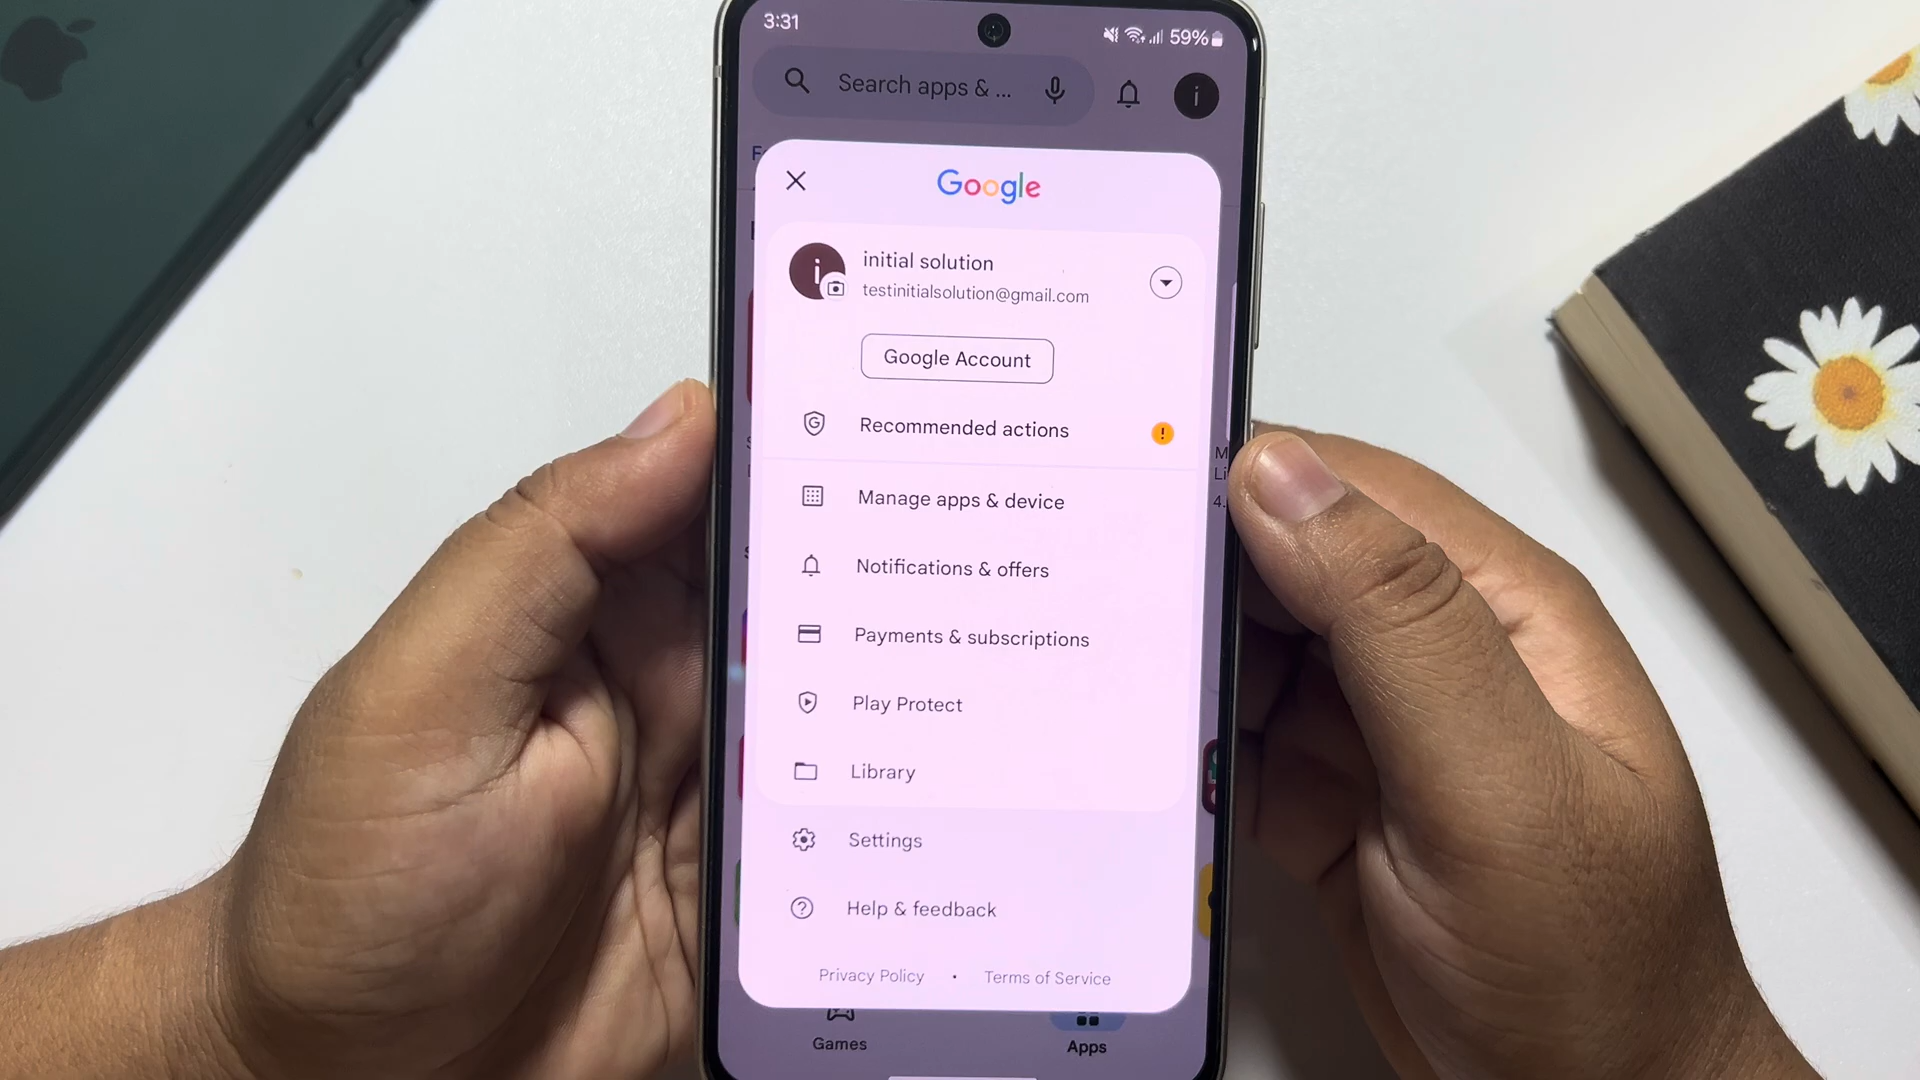 3:31
59%
Search apps & ...
i
Google
i
initial solution
testinitialsolution@gmail.com
Google Account
Recommended actions
!
Manage apps & device
Notifications & offers
Payments & subscriptions
Play Protect
Library
Settings
Help & feedback
Privacy Policy • Terms of Service
Games
Apps